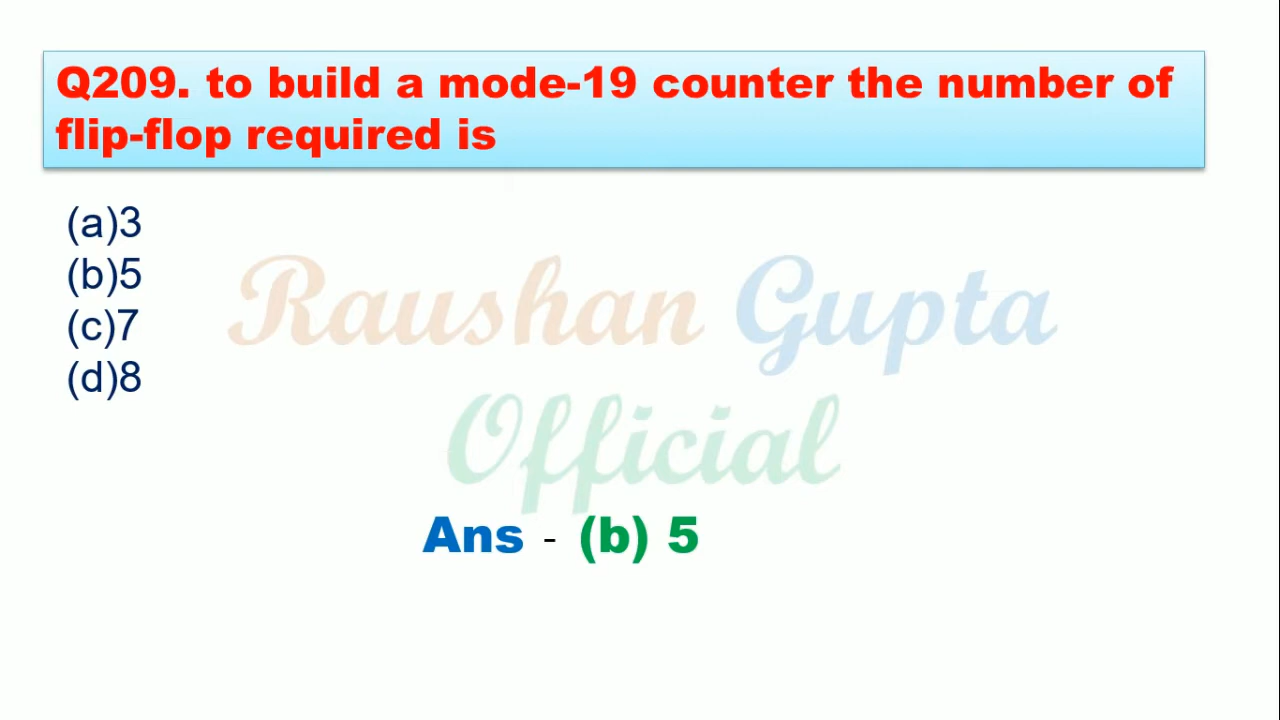 Q209. to build a mode-19 counter the number of
flip-flop required is
(a)3
(b)5
(c)7
(d)8
Raushan Gupta
Official
Ans - (b) 5